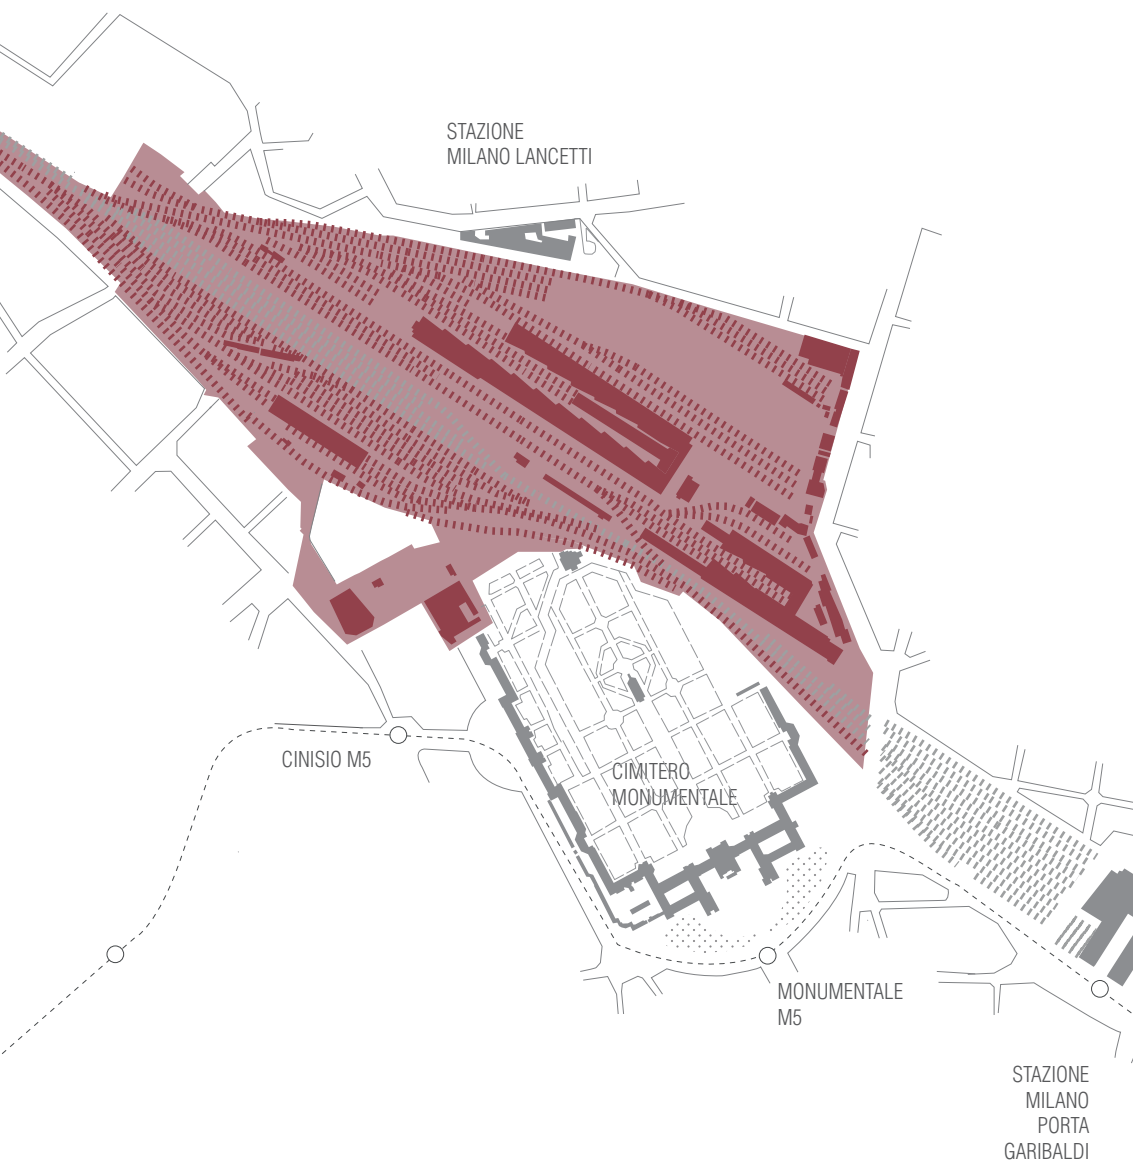 STAZIONE
MILANO LANCETTI
CINISIO M5
CIMITERO
MONUMENTALE
MONUMENTALE
M5
STAZIONE
MILANO
PORTA
GARIBALDI